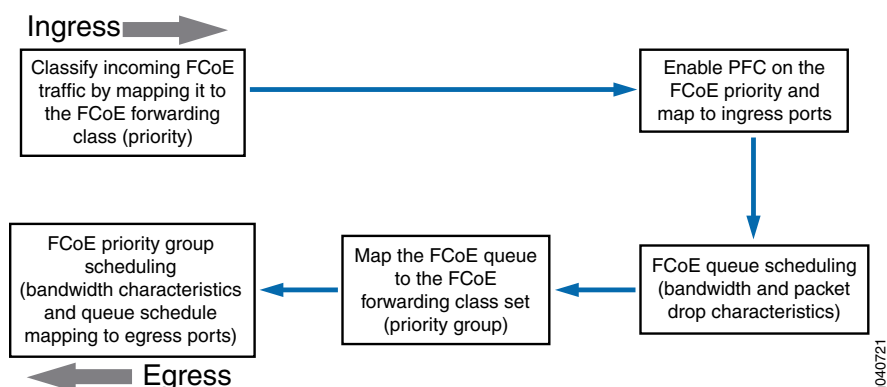 Ingress
Classify incoming FCoE
traffic by mapping it to
the FCoE forwarding
class (priority)
Enable PFC on the
FCoE priority and
map to ingress ports
FCoE queue scheduling
(bandwidth and packet
drop characteristics)
Map the FCoE queue
to the FCoE
forwarding class set
(priority group)
FCoE priority group
scheduling
(bandwidth characteristics
and queue schedule
mapping to egress ports)
Egress
040721